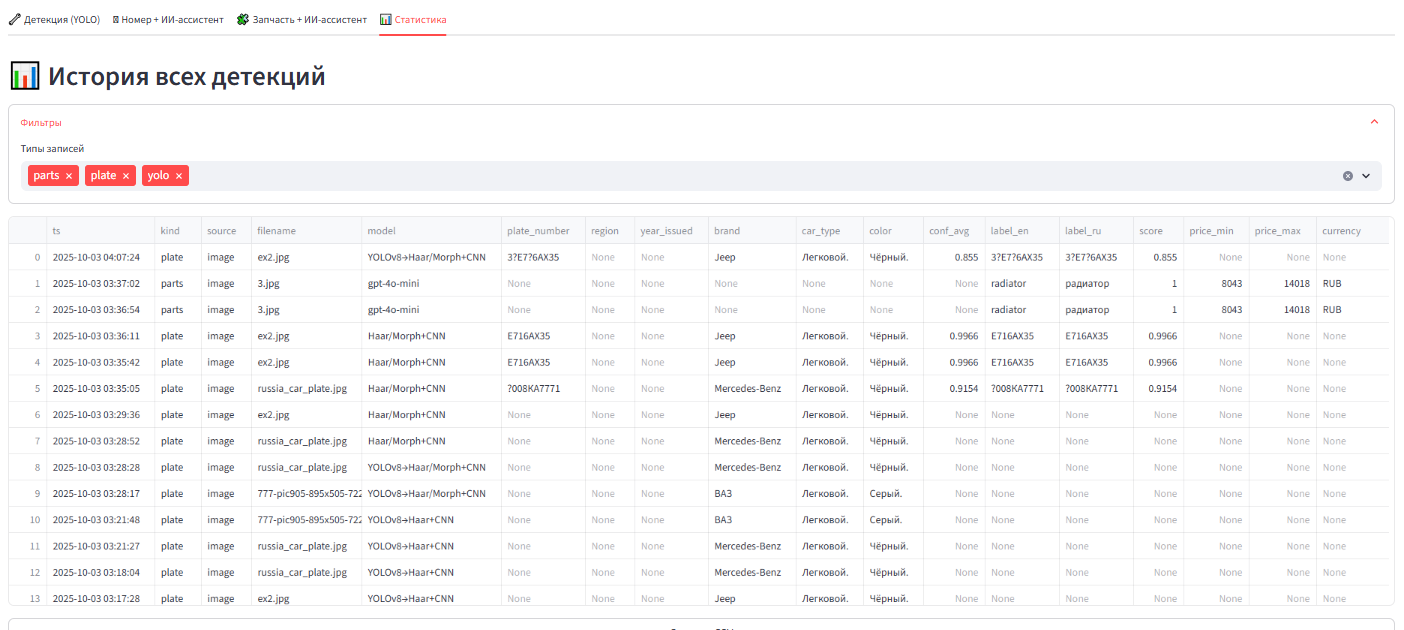 Детекция (YOLO) Номер + ИИ-ассистент Запчасть + ИИ-ассистент Статистика
История всех детекций
Фильтры
Типы записей
parts × plate × yolo ×
ts kind source filename model plate_number region year_issued brand car_type color conf_avg label_en label_ru score price_min price_max currency
0 2025-10-03 04:07:24 plate image ex2.jpg YOLOv8→Haar/Morph+CNN 3?E7?6AX35 None None Jeep Легковой. Чёрный. 0.855 3?E7?6AX35 3?E7?6AX35 0.855 None None None
1 2025-10-03 03:37:02 parts image 3.jpg gpt-4o-mini None None None None None None None radiator радиатор 1 8043 14018 RUB
2 2025-10-03 03:36:54 parts image 3.jpg gpt-4o-mini None None None None None None None radiator радиатор 1 8043 14018 RUB
3 2025-10-03 03:36:11 plate image ex2.jpg Haar/Morph+CNN E716AX35 None None Jeep Легковой. Чёрный. 0.9966 E716AX35 E716AX35 0.9966 None None None
4 2025-10-03 03:35:42 plate image ex2.jpg Haar/Morph+CNN E716AX35 None None Jeep Легковой. Чёрный. 0.9966 E716AX35 E716AX35 0.9966 None None None
5 2025-10-03 03:35:05 plate image russia_car_plate.jpg Haar/Morph+CNN ?008KA7771 None None Mercedes-Benz Легковой. Чёрный. 0.9154 ?008KA7771 ?008KA7771 0.9154 None None None
6 2025-10-03 03:29:36 plate image ex2.jpg Haar/Morph+CNN None None None Jeep Легковой. Чёрный. None None None None None None None
7 2025-10-03 03:28:52 plate image russia_car_plate.jpg Haar/Morph+CNN None None None Mercedes-Benz Легковой. Чёрный. None None None None None None None
8 2025-10-03 03:28:28 plate image russia_car_plate.jpg YOLOv8→Haar/Morph+CNN None None None Mercedes-Benz Легковой. Чёрный. None None None None None None None
9 2025-10-03 03:28:17 plate image 777-pic905-895x505-722 YOLOv8→Haar/Morph+CNN None None None ВАЗ Легковой. Серый. None None None None None None None
10 2025-10-03 03:21:48 plate image 777-pic905-895x505-722 YOLOv8→Haar+CNN None None None ВАЗ Легковой. Серый. None None None None None None None
11 2025-10-03 03:21:27 plate image russia_car_plate.jpg YOLOv8→Haar+CNN None None None Mercedes-Benz Легковой. Чёрный. None None None None None None None
12 2025-10-03 03:18:04 plate image russia_car_plate.jpg YOLOv8→Haar+CNN None None None Mercedes-Benz Легковой. Чёрный. None None None None None None None
13 2025-10-03 03:17:28 plate image ex2.jpg YOLOv8→Haar+CNN None None None Jeep Легковой. Чёрный. None None None None None None None